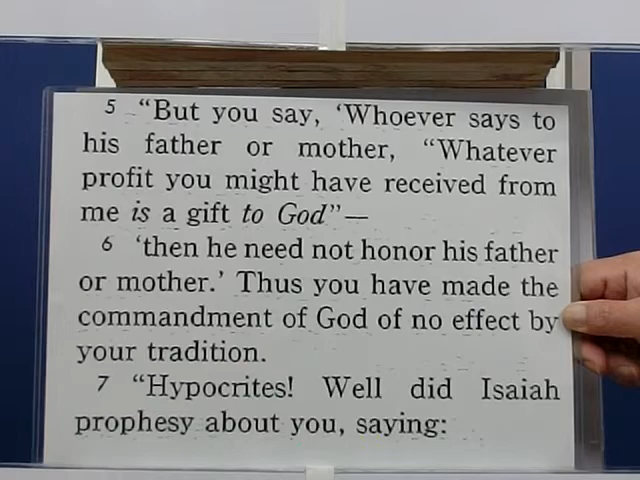 5 “But you say, ‘Whoever says to
his father or mother, “Whatever
profit you might have received from
me is a gift to God”—
6 ‘then he need not honor his father
or mother.’ Thus you have made the
commandment of God of no effect by
your tradition.
7 “Hypocrites! Well did Isaiah
prophesy about you, saying: